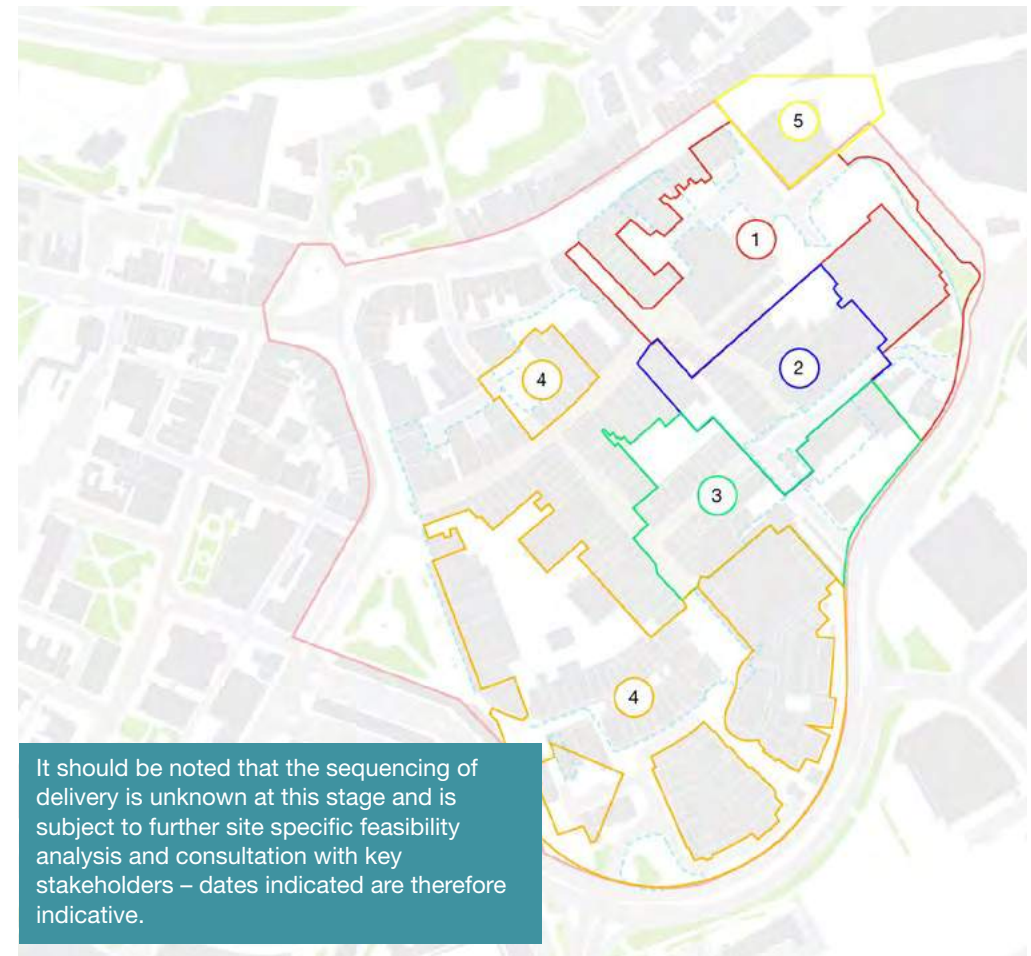 5
1
2
4
3
4
It should be noted that the sequencing of
delivery is unknown at this stage and is
subject to further site specific feasibility
analysis and consultation with key
stakeholders – dates indicated are therefore
indicative.